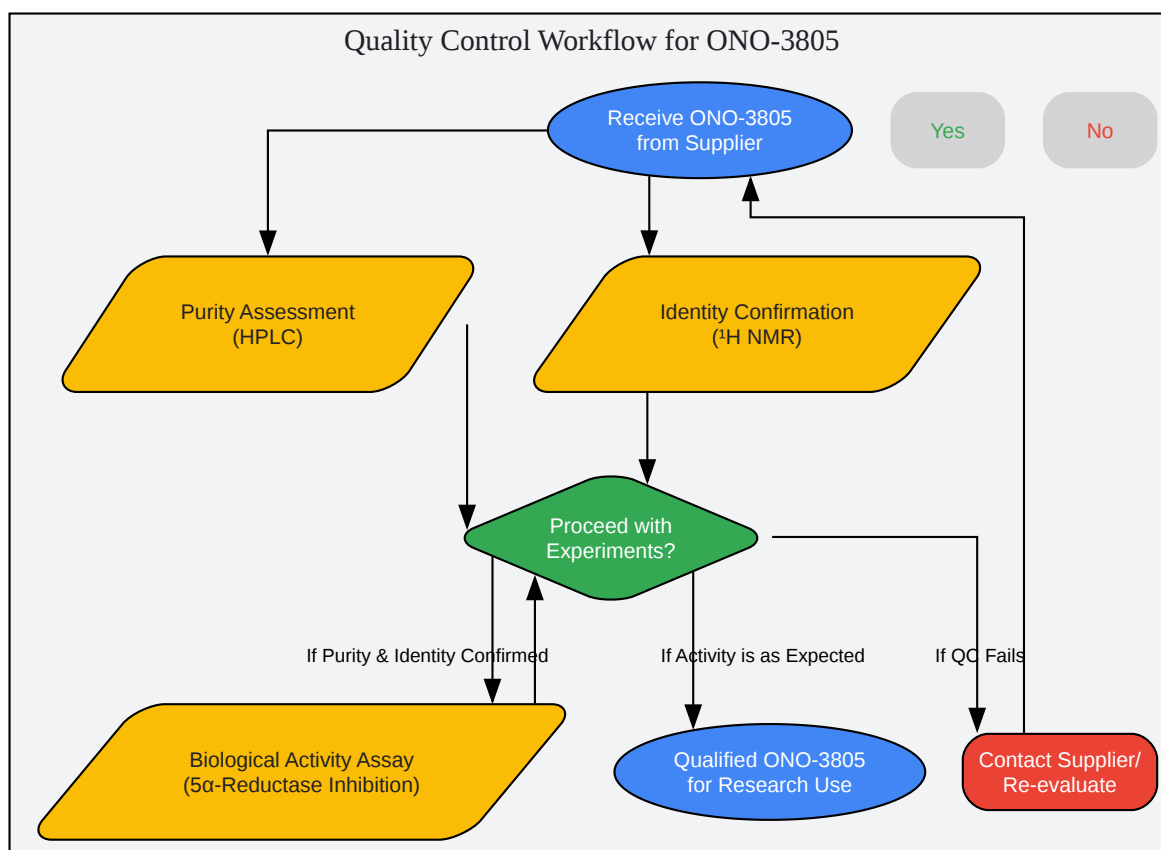 Quality Control Workflow for ONO-3805
Receive ONO-3805
from Supplier
Yes
No
Purity Assessment
(HPLC)
Identity Confirmation
(¹H NMR)
Proceed with
Experiments?
If Purity & Identity Confirmed
If Activity is as Expected
If QC Fails
Biological Activity Assay
(5α-Reductase Inhibition)
Qualified ONO-3805
for Research Use
Contact Supplier/
Re-evaluate